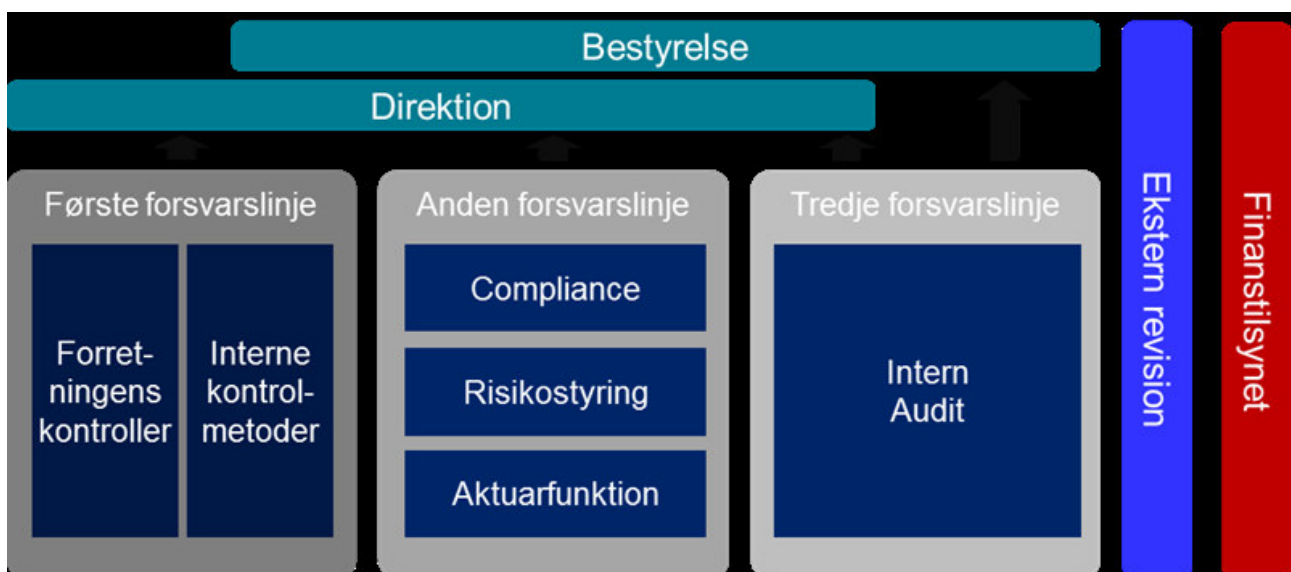 Bestyrelse
Direktion
Første forsvarslinje
Forret-
ningens
kontroller
Interne
kontrol-
metoder
Anden forsvarslinje
Compliance
Risikostyring
Aktuarfunktion
Tredje forsvarslinje
Intern
Audit
Ekstern revision
Finanstilsynet